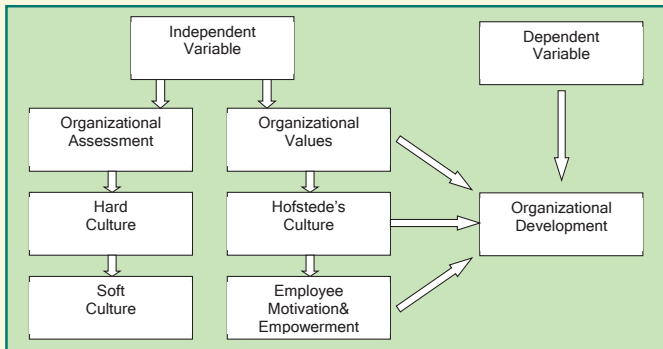 Independent
Variable
Dependent
Variable
Organizational
Assessment
Organizational
Values
Hard
Culture
Hofstede's
Culture
Organizational
Development
Soft
Culture
Employee
Motivation&
Empowerment